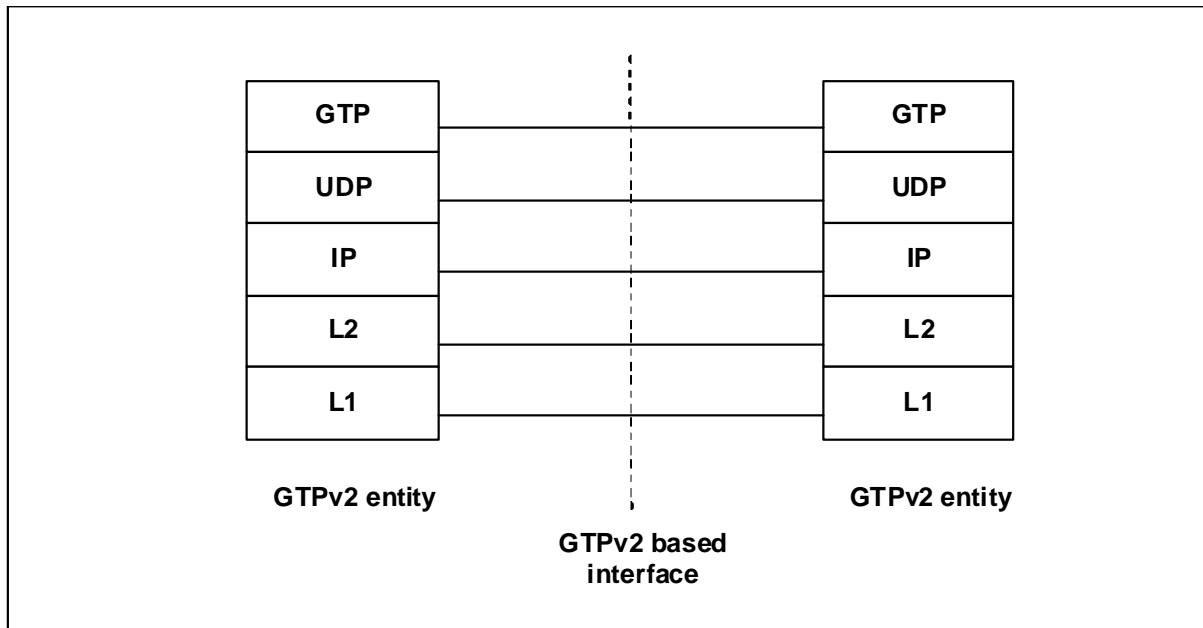 GTP
GTP
UDP
UDP
IP
IP
L2
L2
L1
L1
GTPv2 entity
GTPv2 entity
GTPv2 based
interface